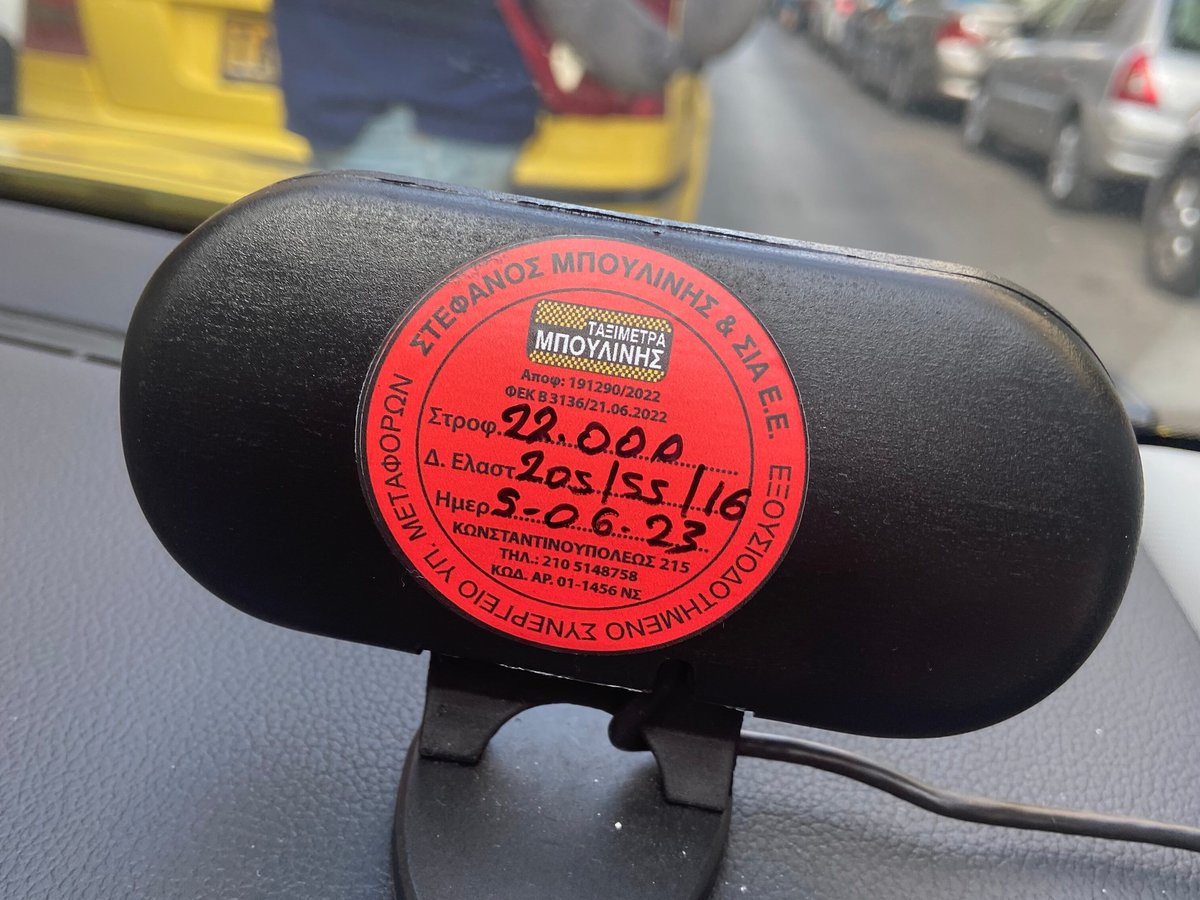 ΣΤΕΦΑΝΟΣ ΜΠΟΥΛΙΝΗΣ & ΣΙΑ Ε.Ε.
ΤΑΞΙΜΕΤΡΑ
ΜΠΟΥΛΙΝΗΣ
Αποφ: 191290/2022
ΦΕΚ Β 3136/21.06.2022
Στροφ. 22.000
Δ. Ελαστ. 205/55/16
Ημερ. 5-06-23
ΚΩΝΣΤΑΝΤΙΝΟΥΠΟΛΕΩΣ 215
ΤΗΛ.: 210 5148758
ΚΩΔ. ΑΡ. 01-1456 ΝΣ
ΕΞΟΥΣΙΟΔΟΤΗΜΕΝΟ ΣΥΝΕΡΓΕΙΟ ΥΠ. ΜΕΤΑΦΟΡΩΝ